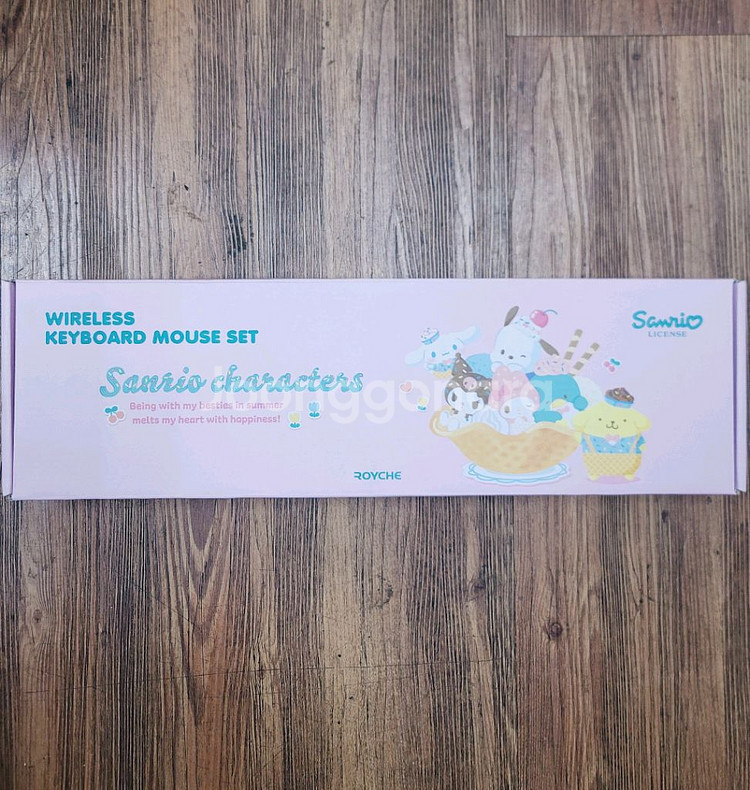 WIRELESS
KEYBOARD MOUSE SET
Sanrio
LICENSE
Sanrio characters
Being with my besties in summer
melts my heart with happiness!
ROYCHE